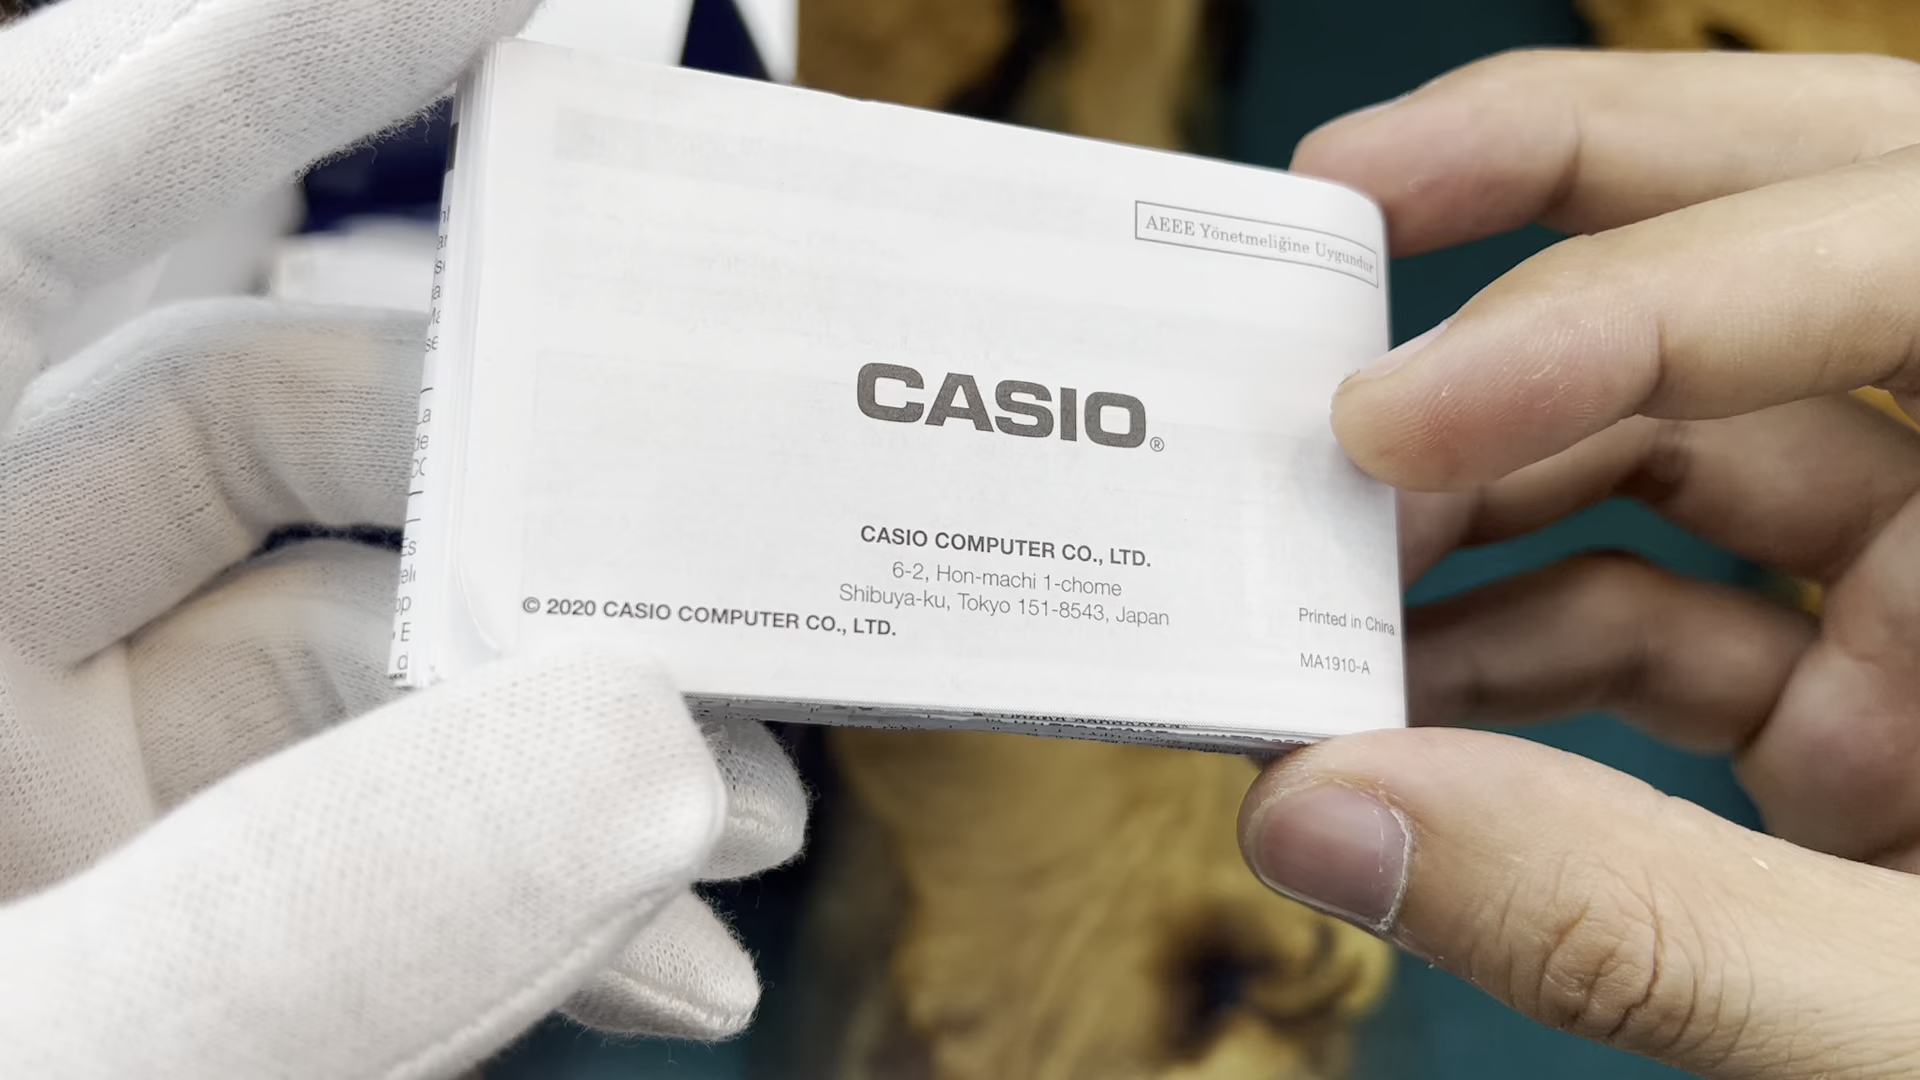 AEEE Yönetmeliğine Uygundur
CASIO®
CASIO COMPUTER CO., LTD.
6-2, Hon-machi 1-chome
Shibuya-ku, Tokyo 151-8543, Japan
© 2020 CASIO COMPUTER CO., LTD.
Printed in China
MA1910-A